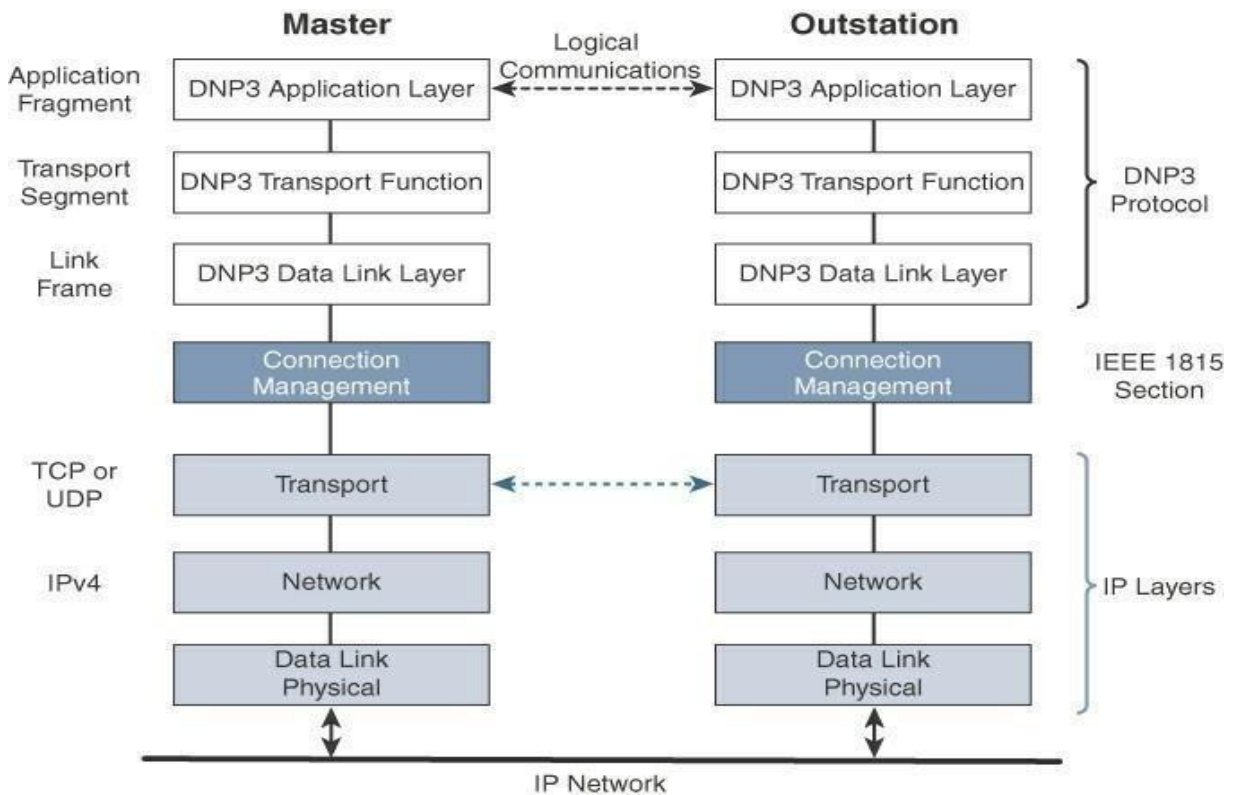 Master
Outstation
Application
Fragment
DNP3 Application Layer
Logical
Communications
DNP3 Application Layer
Transport
Segment
DNP3 Transport Function
DNP3 Transport Function
DNP3
Protocol
Link
Frame
DNP3 Data Link Layer
DNP3 Data Link Layer
Connection
Management
Connection
Management
IEEE 1815
Section
TCP or
UDP
Transport
Transport
IPv4
Network
Network
IP Layers
Data Link
Physical
Data Link
Physical
IP Network